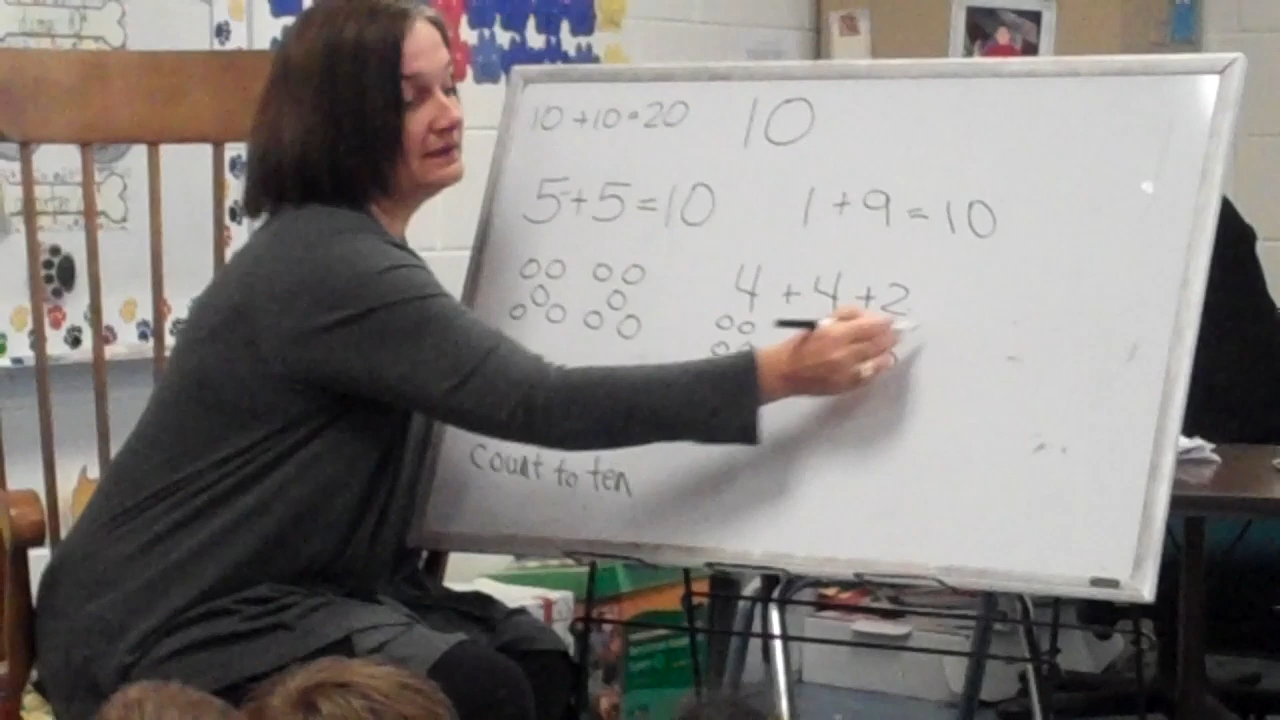 10 + 10 = 20
10
5 + 5 = 10
1 + 9 = 10
4 + 4 + 2
Count to ten